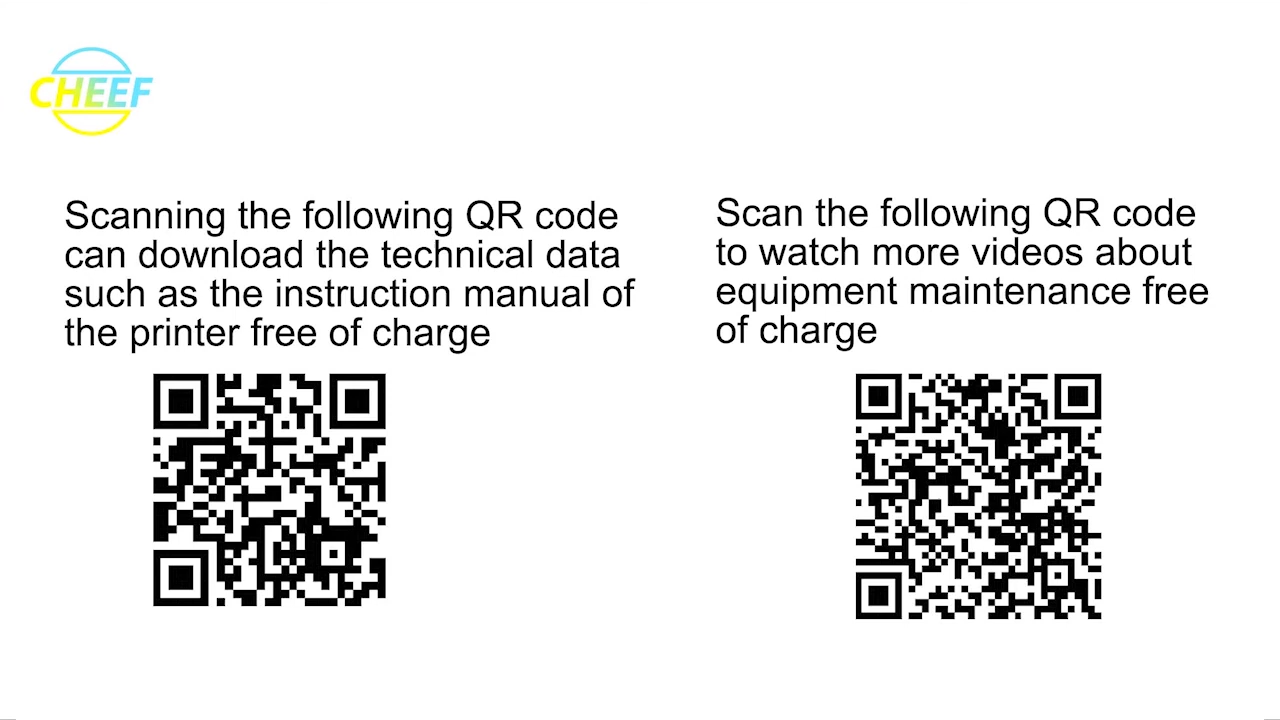 CHEEF
Scanning the following QR code
can download the technical data
such as the instruction manual of
the printer free of charge
Scan the following QR code
to watch more videos about
equipment maintenance free
of charge